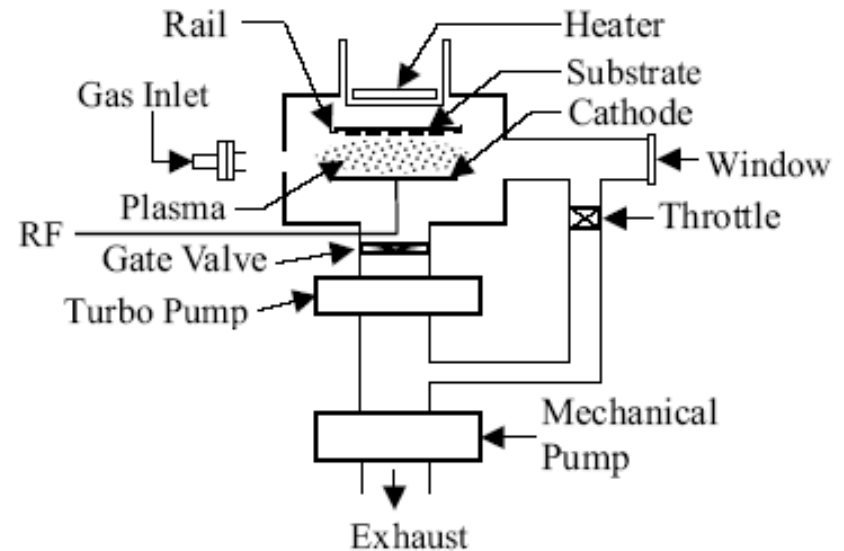 Rail
Heater
Substrate
Gas Inlet
Cathode
Window
Plasma
Throttle
RF
Gate Valve
Turbo Pump
Mechanical
Pump
Exhaust